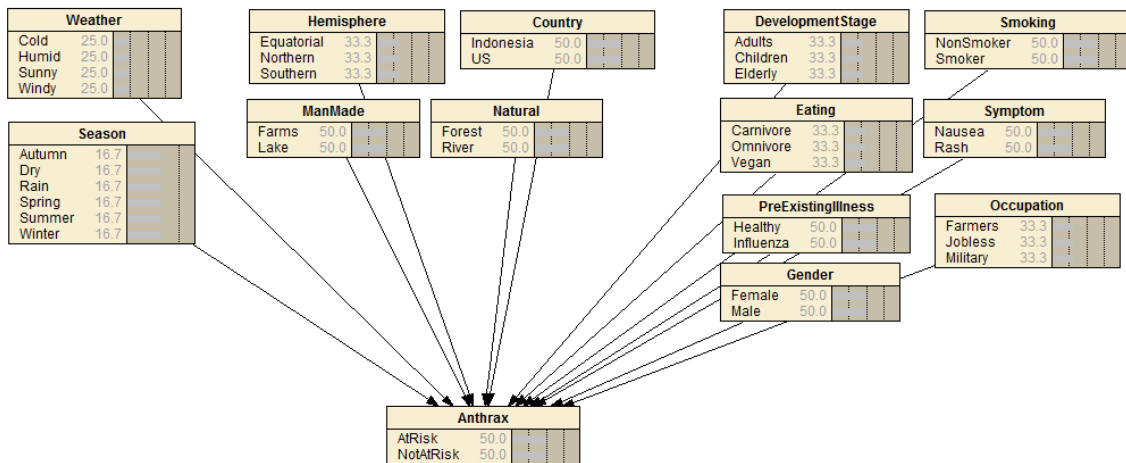 Weather
Cold 25.0
Humid 25.0
Sunny 25.0
Windy 25.0
Hemisphere
Equatorial 33.3
Northern 33.3
Southern 33.3
Country
Indonesia 50.0
US 50.0
DevelopmentStage
Adults 33.3
Children 33.3
Elderly 33.3
Smoking
NonSmoker 50.0
Smoker 50.0
Season
Autumn 16.7
Dry 16.7
Rain 16.7
Spring 16.7
Summer 16.7
Winter 16.7
ManMade
Farms 50.0
Lake 50.0
Natural
Forest 50.0
River 50.0
Eating
Carnivore 33.3
Omnivore 33.3
Vegan 33.3
Symptom
Nausea 50.0
Rash 50.0
PreExistingIllness
Healthy 50.0
Influenza 50.0
Occupation
Farmers 33.3
Jobless 33.3
Military 33.3
Gender
Female 50.0
Male 50.0
Anthrax
AtRisk 50.0
NotAtRisk 50.0